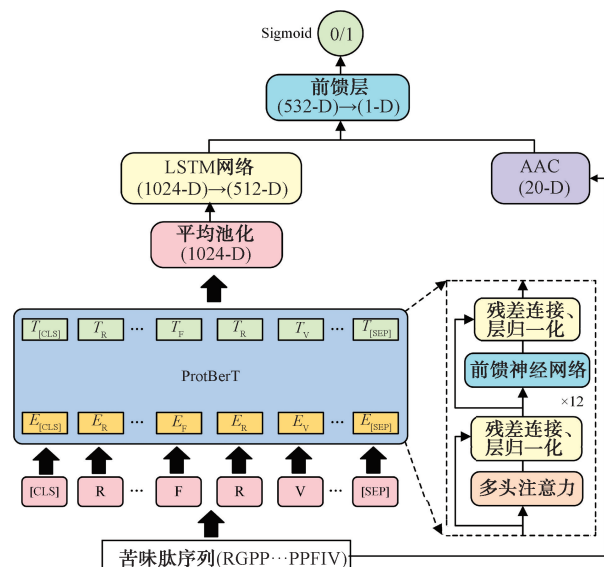 Sigmoid 0/1
前馈层
(532-D)→(1-D)
LSTM网络
(1024-D)→(512-D)
AAC
(20-D)
平均池化
(1024-D)
T[CLS] TR ... TF TR TV ... T[SEP]
ProtBerT
E[CLS] ER ... EF ER EV ... E[SEP]
[CLS] R ... F R V ... [SEP]
苦味肽序列(RGPP···PPFIV)
残差连接、
层归一化
前馈神经网络
×12
残差连接、
层归一化
多头注意力